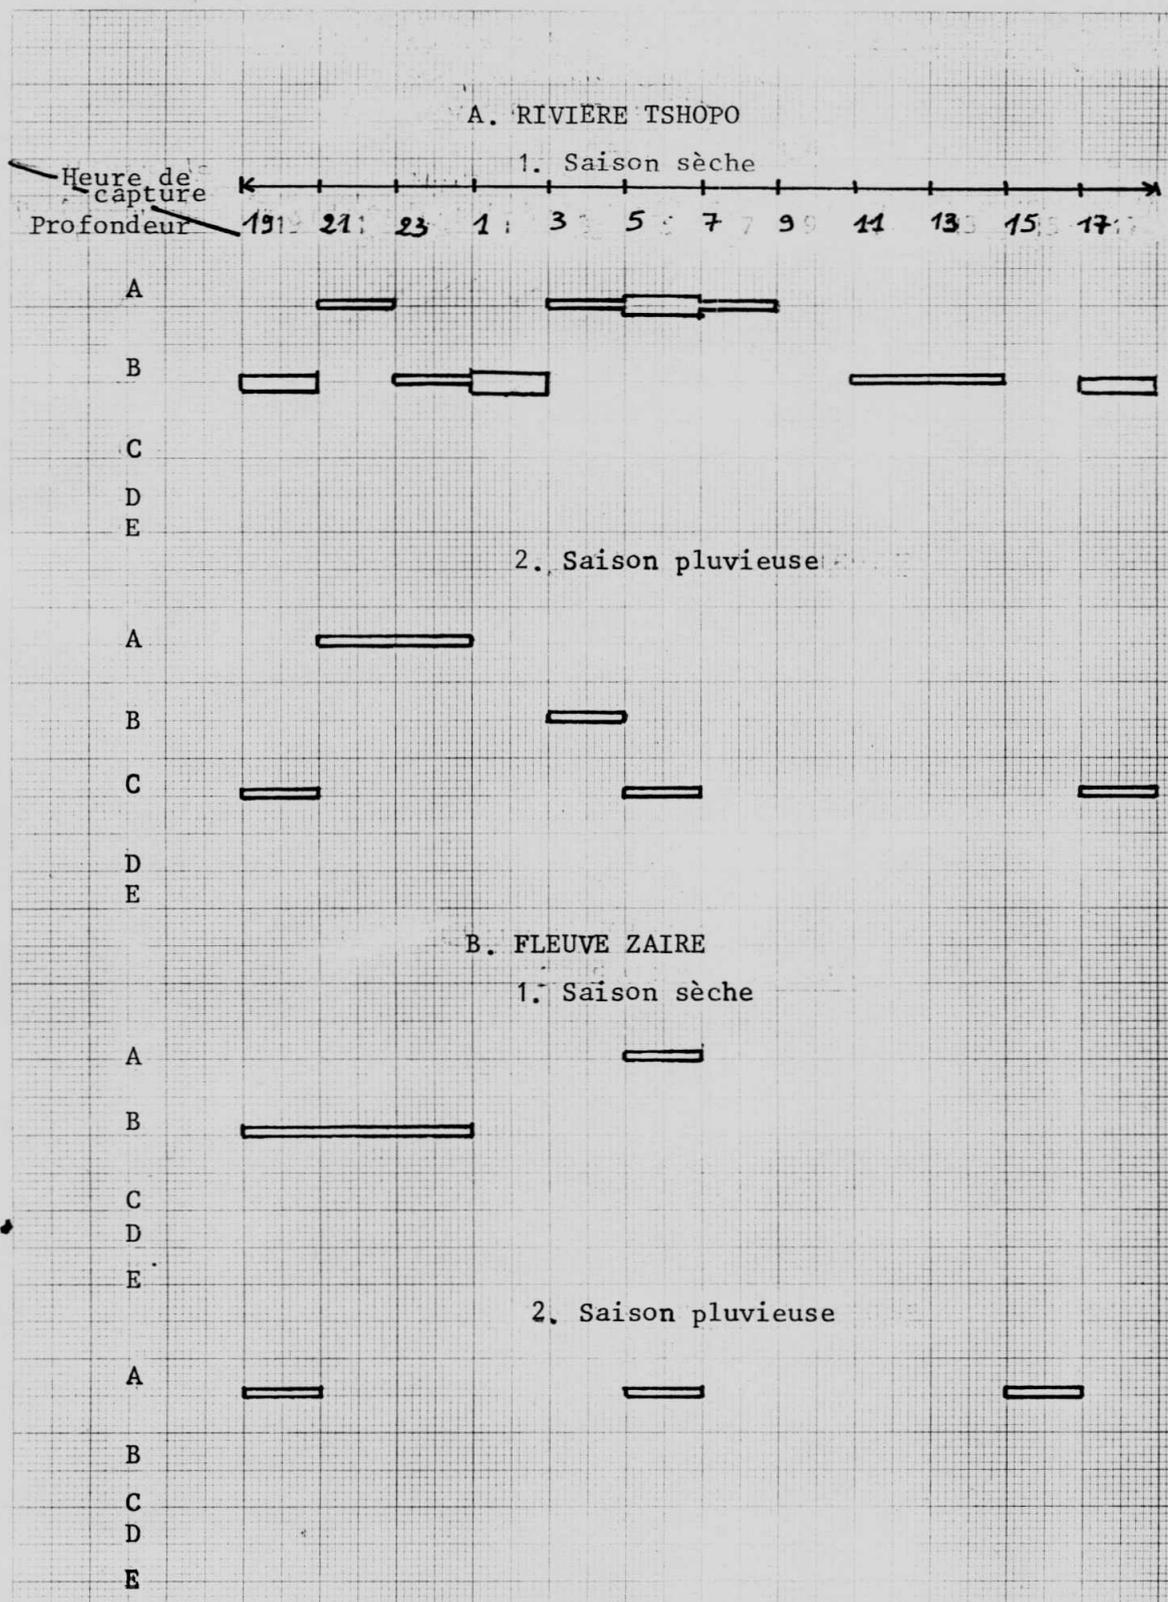 A. RIVIERE TSHOPO
1. Saison sèche
Heure de
capture
Profondeur 19 21 23 1 3 5 7 9 11 13 15 17
A
B
C
D
E
2. Saison pluvieuse
A
B
C
D
E
B. FLEUVE ZAIRE
1. Saison sèche
A
B
C
D
E
2. Saison pluvieuse
A
B
C
D
E